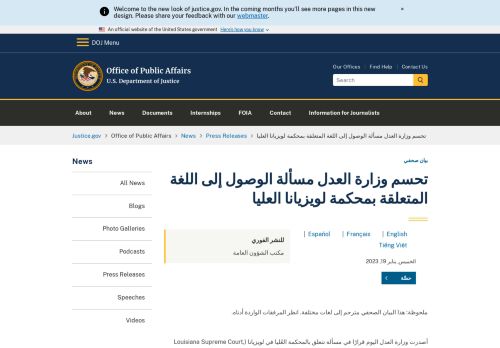 Welcome to the new look of justice.gov. In the coming months you'll see more pages in this new
design. Please share your feedback with our webmaster.
×
An official website of the United States government Here's how you know
DOJ Menu
Office of Public Affairs
U.S. Department of Justice
Our Offices | Find Help | Contact Us
Search
About News Documents Internships FOIA Contact Information for Journalists
Justice.gov > Office of Public Affairs > News > Press Releases > تحسم وزارة العدل مسألة الوصول إلى اللغة المتعلقة بمحكمة لويزيانا العليا
News
All News
Blogs
Photo Galleries
Podcasts
Press Releases
Speeches
Videos
بيان صحفي
تحسم وزارة العدل مسألة الوصول إلى اللغة
المتعلقة بمحكمة لويزيانا العليا
| Español | Français | English
Tiếng Việt
الخميس, يناير 19, 2023
للنشر الفوري
مكتب الشؤون العامة
ملحوظة: هذا البيان الصحفي مترجم إلى لغات مختلفة. انظر المرفقات الواردة أدناه.
أصدرت وزارة العدل اليوم قرارًا في مسألة تتعلق بالمحكمة العُليا في لويزيانا (Louisiana Supreme Court,